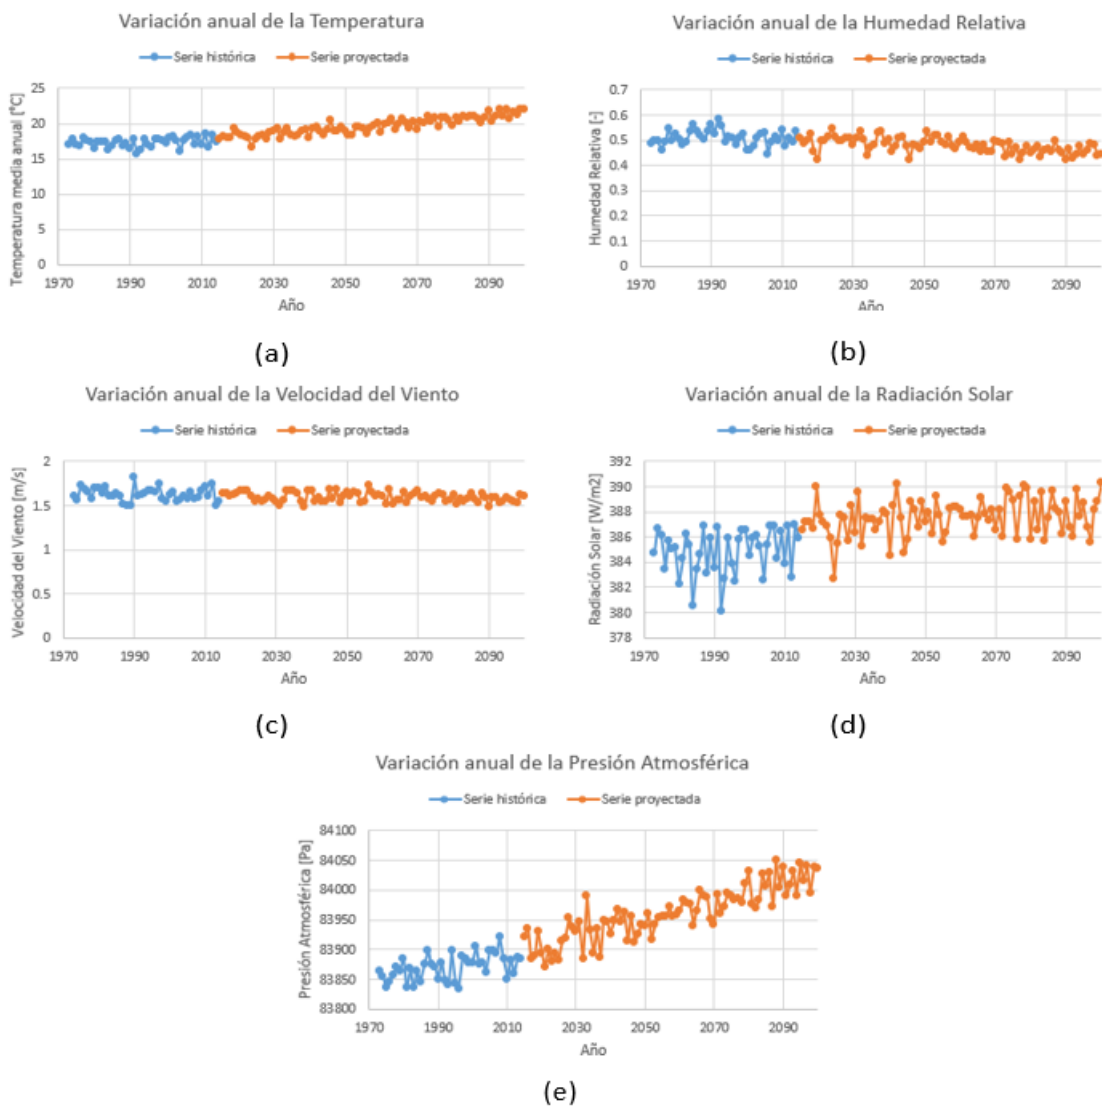 Variación anual de la Temperatura
Serie histórica Serie proyectada
Temperatura media anual [°C]
25
20
15
10
5
0
1970 1990 2010 2030 2050 2070 2090
Año
(a)
Variación anual de la Humedad Relativa
Serie histórica Serie proyectada
Humedad Relativa [-]
0.7
0.6
0.5
0.4
0.3
0.2
0.1
0
1970 1990 2010 2030 2050 2070 2090
Año
(b)
Variación anual de la Velocidad del Viento
Serie histórica Serie proyectada
Velocidad del Viento [m/s]
2
1.5
1
0.5
0
1970 1990 2010 2030 2050 2070 2090
Año
(c)
Variación anual de la Radiación Solar
Serie histórica Serie proyectada
Radiación Solar [W/m2]
392
390
388
386
384
382
380
378
1970 1990 2010 2030 2050 2070 2090
Año
(d)
Variación anual de la Presión Atmosférica
Serie histórica Serie proyectada
Presión Atmosférica [Pa]
84100
84050
84000
83950
83900
83850
83800
1970 1990 2010 2030 2050 2070 2090
Año
(e)